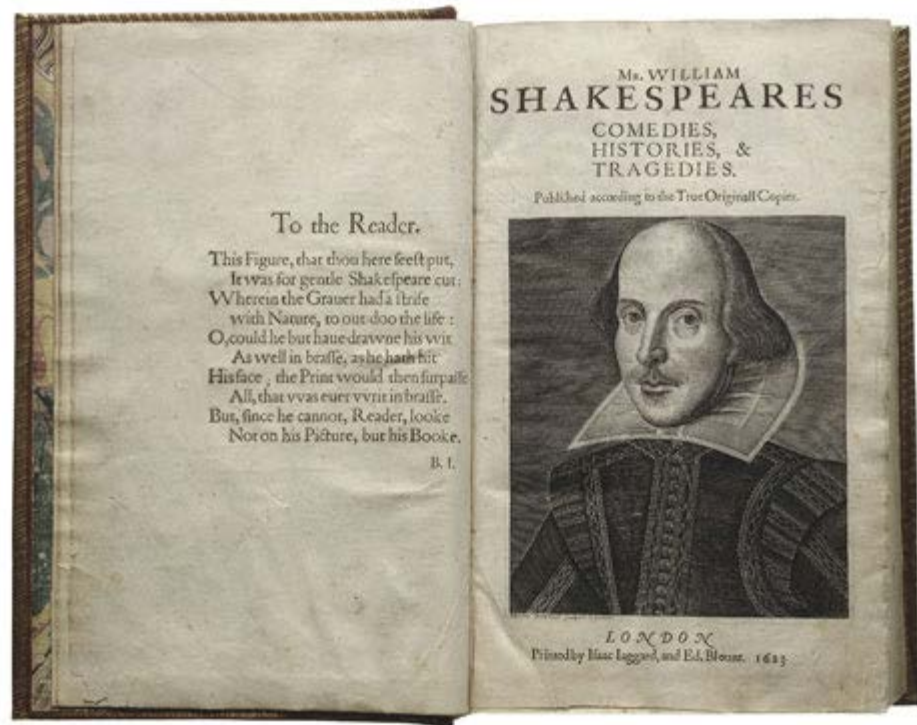 To the Reader.
This Figure, that thou here seest put,
It was for gentle Shakespeare cut:
Wherein the Grauer had a strife
with Nature, to out-doo the life :
O, could he but haue drawne his wit
As well in brasse, as he hath hit
His face ; the Print would then surpasse
All, that vvas euer vvrit in brasse.
But, since he cannot, Reader, looke
Not on his Picture, but his Booke.
B. I.
Mr. WILLIAM
SHAKESPEARES
COMEDIES,
HISTORIES, &
TRAGEDIES.
Published according to the True Originall Copies.
LONDON
Printed by Isaac Iaggard, and Ed. Blount. 1623